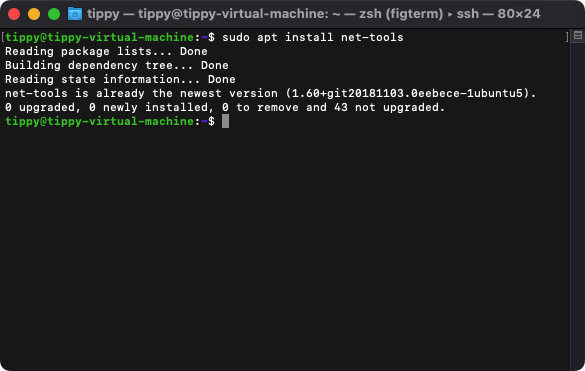 tippy — tippy@tippy-virtual-machine: ~ — zsh (figterm) ▸ ssh — 80×24
[tippy@tippy-virtual-machine:~$ sudo apt install net-tools ]
Reading package lists... Done
Building dependency tree... Done
Reading state information... Done
net-tools is already the newest version (1.60+git20181103.0eebece-1ubuntu5).
0 upgraded, 0 newly installed, 0 to remove and 43 not upgraded.
tippy@tippy-virtual-machine:~$